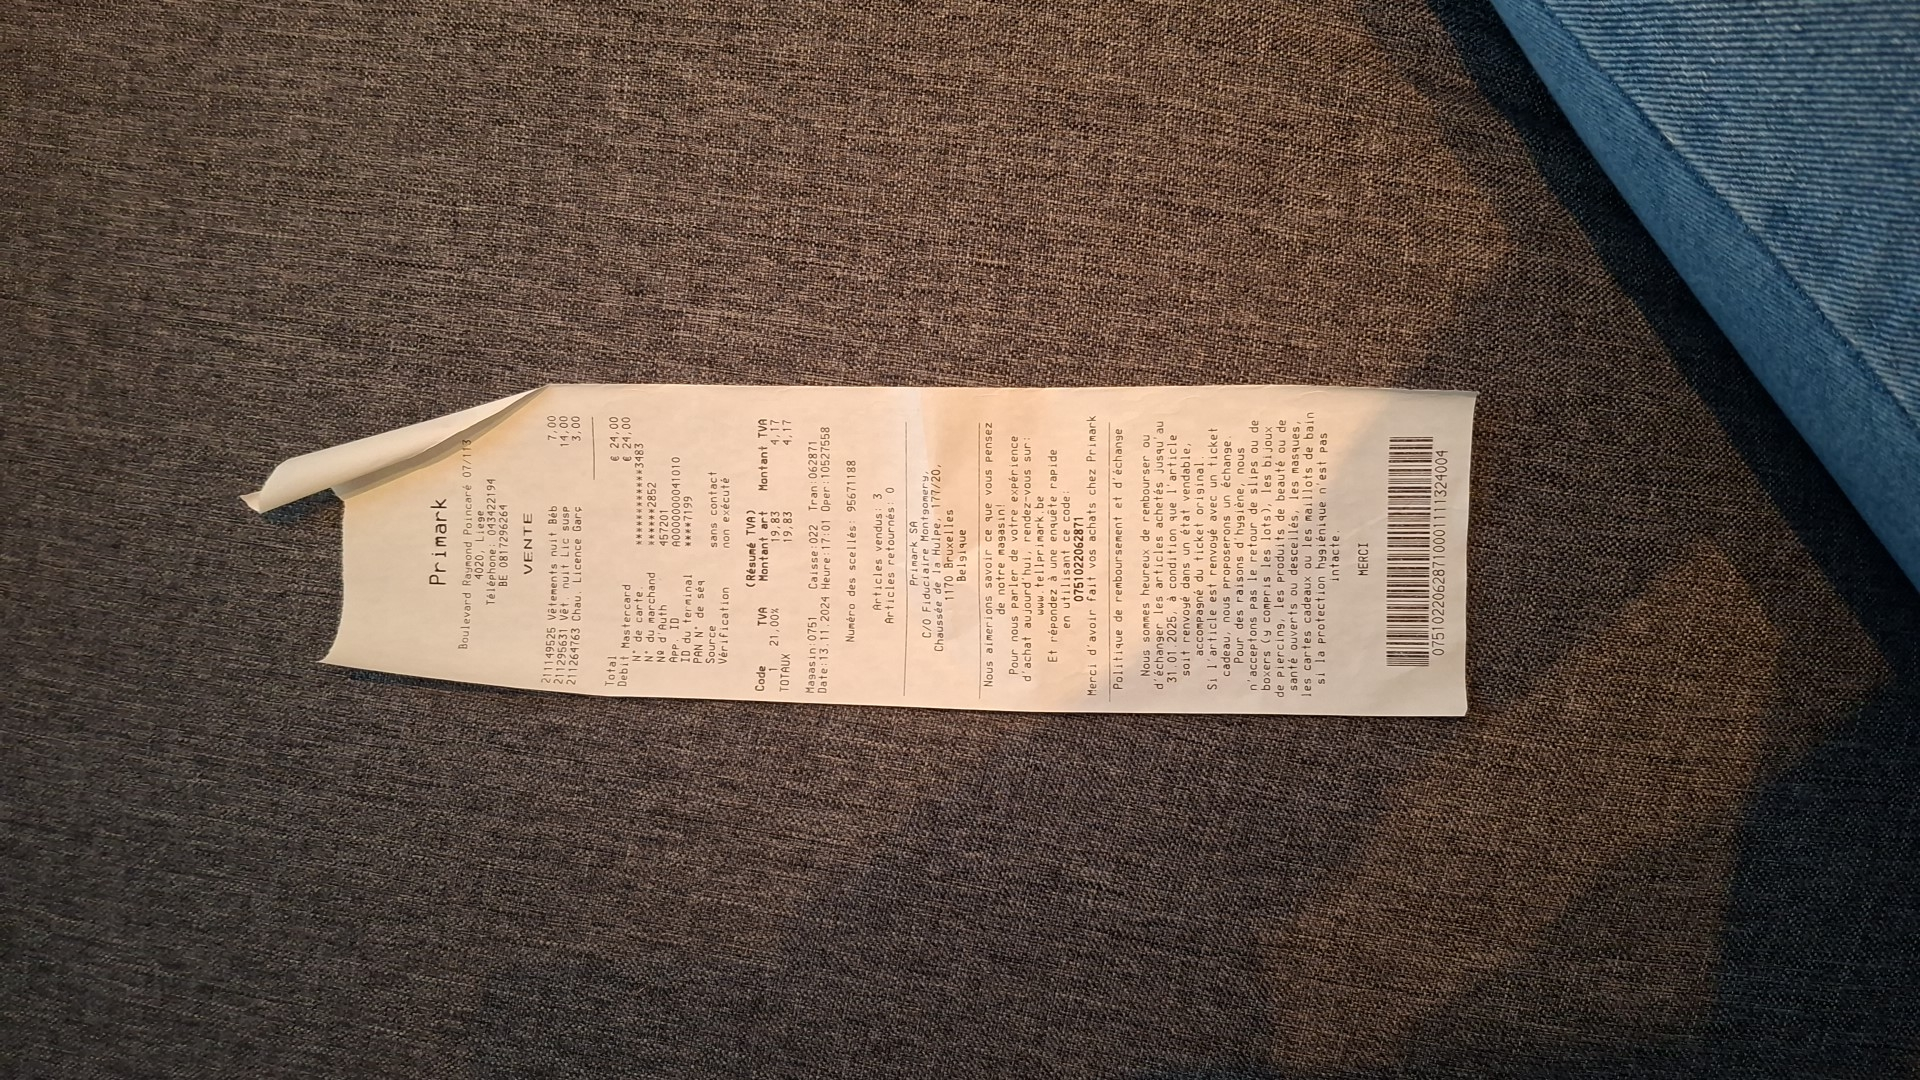 Primark
Boulevard Raymond Poincaré 07/113
4020, Liege
Téléphone: 043422194
BE 0817296264
VENTE
211149525 Vêtements nuit Béb 7,00
211295631 Vêt. nuit Lic susp 14,00
211264763 Chau. Licence Garç 3,00
Total € 24,00
Debit Mastercard € 24,00
N° de carte. ************3483
N° du marchand *****2852
Nº d'Auth 457201
App ID A0000000041010
ID du terminal ****1199
PAN N° de séq
Source sans contact
Vérification non exécuté
(Résumé TVA)
Code TVA Montant art Montant TVA
1 21,00% 19,83 4,17
TOTAUX 19,83 4,17
Magasin:0751 Caisse:022 Tran:062871
Date:13.11.2024 Heure:17:01 Oper:10527558
Numéro des scellés: 95671188
Articles vendus: 3
Articles retournés: 0
Primark SA
C/O Fiduciaire Montgomery,
Chaussée de la Hulpe, 177/20,
1170 Bruxelles
Belgique
Nous aimerions savoir ce que vous pensez
de notre magasin!
Pour nous parler de votre expérience
d'achat aujourd'hui, rendez-vous sur:
www.tellprimark.be
Et répondez à une enquête rapide
en utilisant ce code:
0751022062871
Merci d'avoir fait vos achats chez Primark
Politique de remboursement et d'échange
Nous sommes heureux de rembourser ou
d'échanger les articles achetés jusqu'au
31.01.2025, à condition que l'article
soit renvoyé dans un état vendable,
accompagné du ticket original.
Si l'article est renvoyé avec un ticket
cadeau, nous proposerons un échange.
Pour des raisons d'hygiène, nous
n'acceptons pas le retour de slips ou de
boxers (y compris les lots), les bijoux
de piercing, les produits de beauté ou de
santé ouverts ou descellés, les masques,
les cartes cadeaux ou les maillots de bain
si la protection hygiénique n'est pas
intacte.
MERCI
07510220628710001111324004